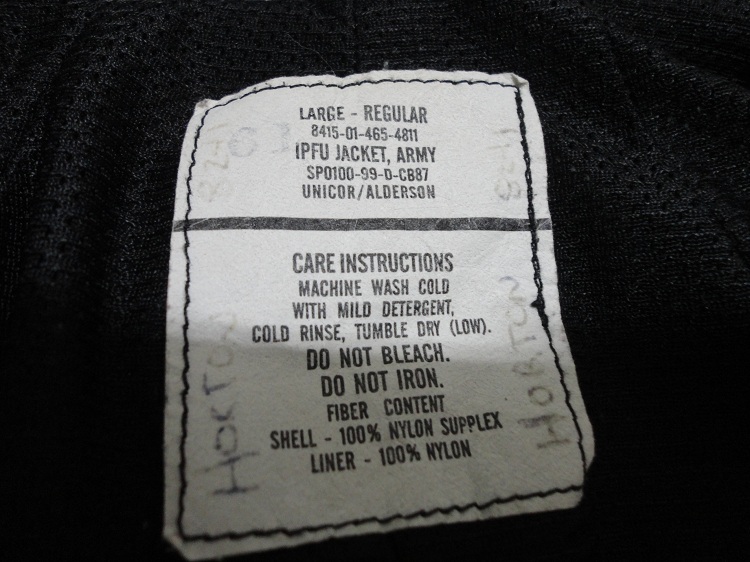 LARGE - REGULAR
8415-01-465-4811
IPFU JACKET, ARMY
SP0100-99-D-CB87
UNICOR/ALDERSON
CARE INSTRUCTIONS
MACHINE WASH COLD
WITH MILD DETERGENT,
COLD RINSE, TUMBLE DRY (LOW).
DO NOT BLEACH.
DO NOT IRON.
FIBER CONTENT
SHELL - 100% NYLON SUPPLEX
LINER - 100% NYLON
HORTON
HORTON